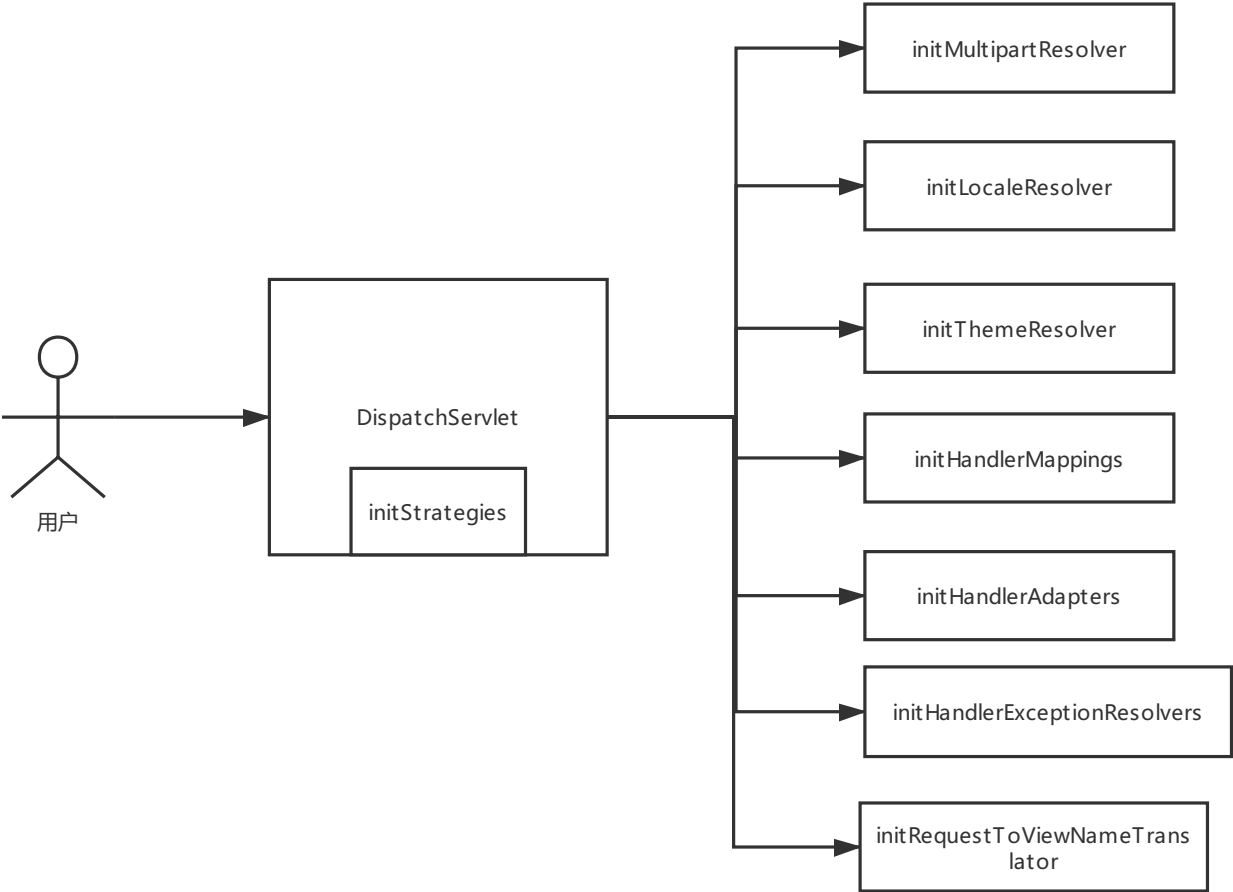 initMultipartResolver
initLocaleResolver
initThemeResolver
DispatchServlet
initHandlerMappings
initStrategies
用户
initHandlerAdapters
initHandlerExceptionResolvers
initRequestToViewNameTrans
lator